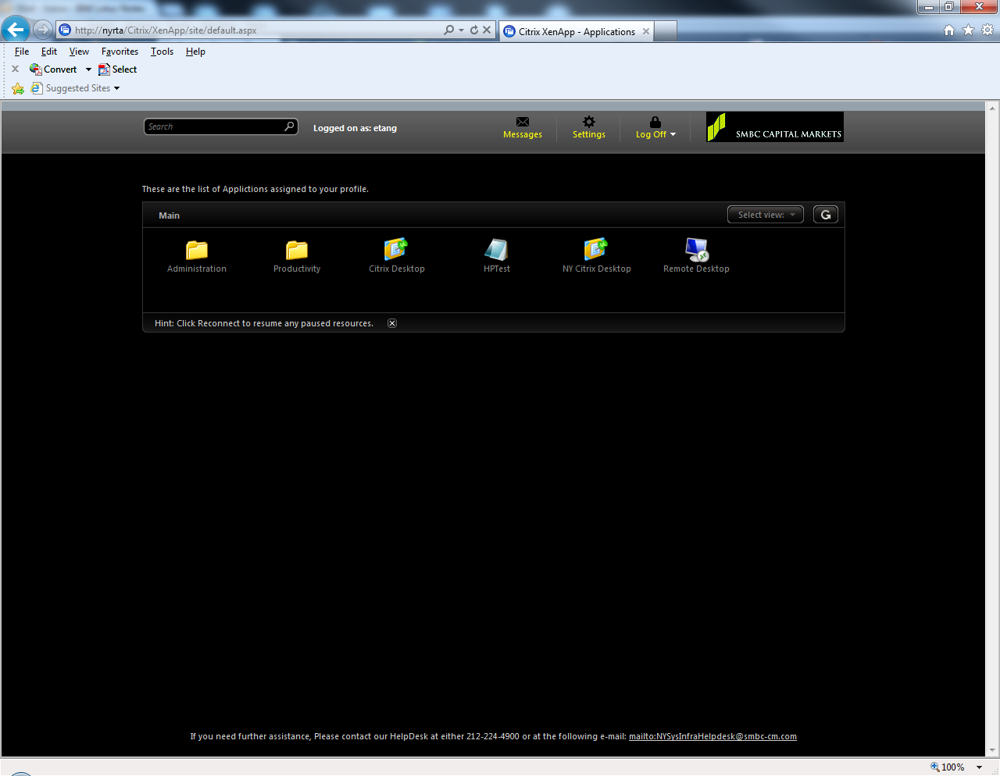 http://nyrta/Citrix/XenApp/site/default.aspx
Citrix XenApp - Applications
File Edit View Favorites Tools Help
Convert Select
Suggested Sites
Search
Logged on as: etang
Messages
Settings
Log Off
SMBC CAPITAL MARKETS
These are the list of Applictions assigned to your profile.
Main
Select view:
Administration
Productivity
Citrix Desktop
HPTest
NY Citrix Desktop
Remote Desktop
Hint: Click Reconnect to resume any paused resources.
If you need further assistance, Please contact our HelpDesk at either 212-224-4900 or at the following e-mail: mailto:NYSysInfraHelpdesk@smbc-cm.com
100%